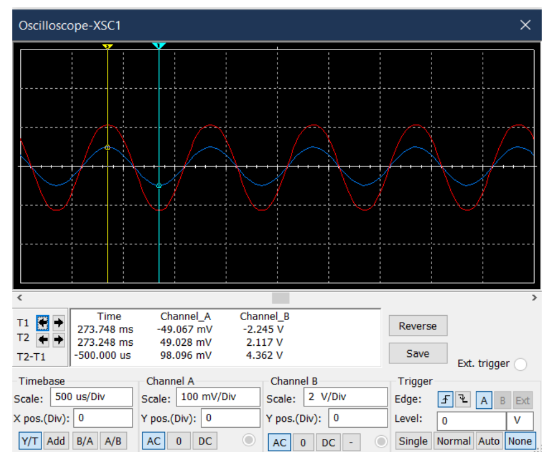 Oscilloscope-XSC1
Time Channel_A Channel_B
T1 273.748 ms -49.067 mV -2.245 V
T2 273.248 ms 49.028 mV 2.117 V
T2-T1 -500.000 us 98.096 mV 4.362 V
Reverse
Save
Ext. trigger
Timebase
Scale: 500 us/Div
X pos.(Div): 0
Y/T Add B/A A/B
Channel A
Scale: 100 mV/Div
Y pos.(Div): 0
AC 0 DC
Channel B
Scale: 2 V/Div
Y pos.(Div): 0
AC 0 DC -
Trigger
Edge: A B Ext
Level: 0 V
Single Normal Auto None